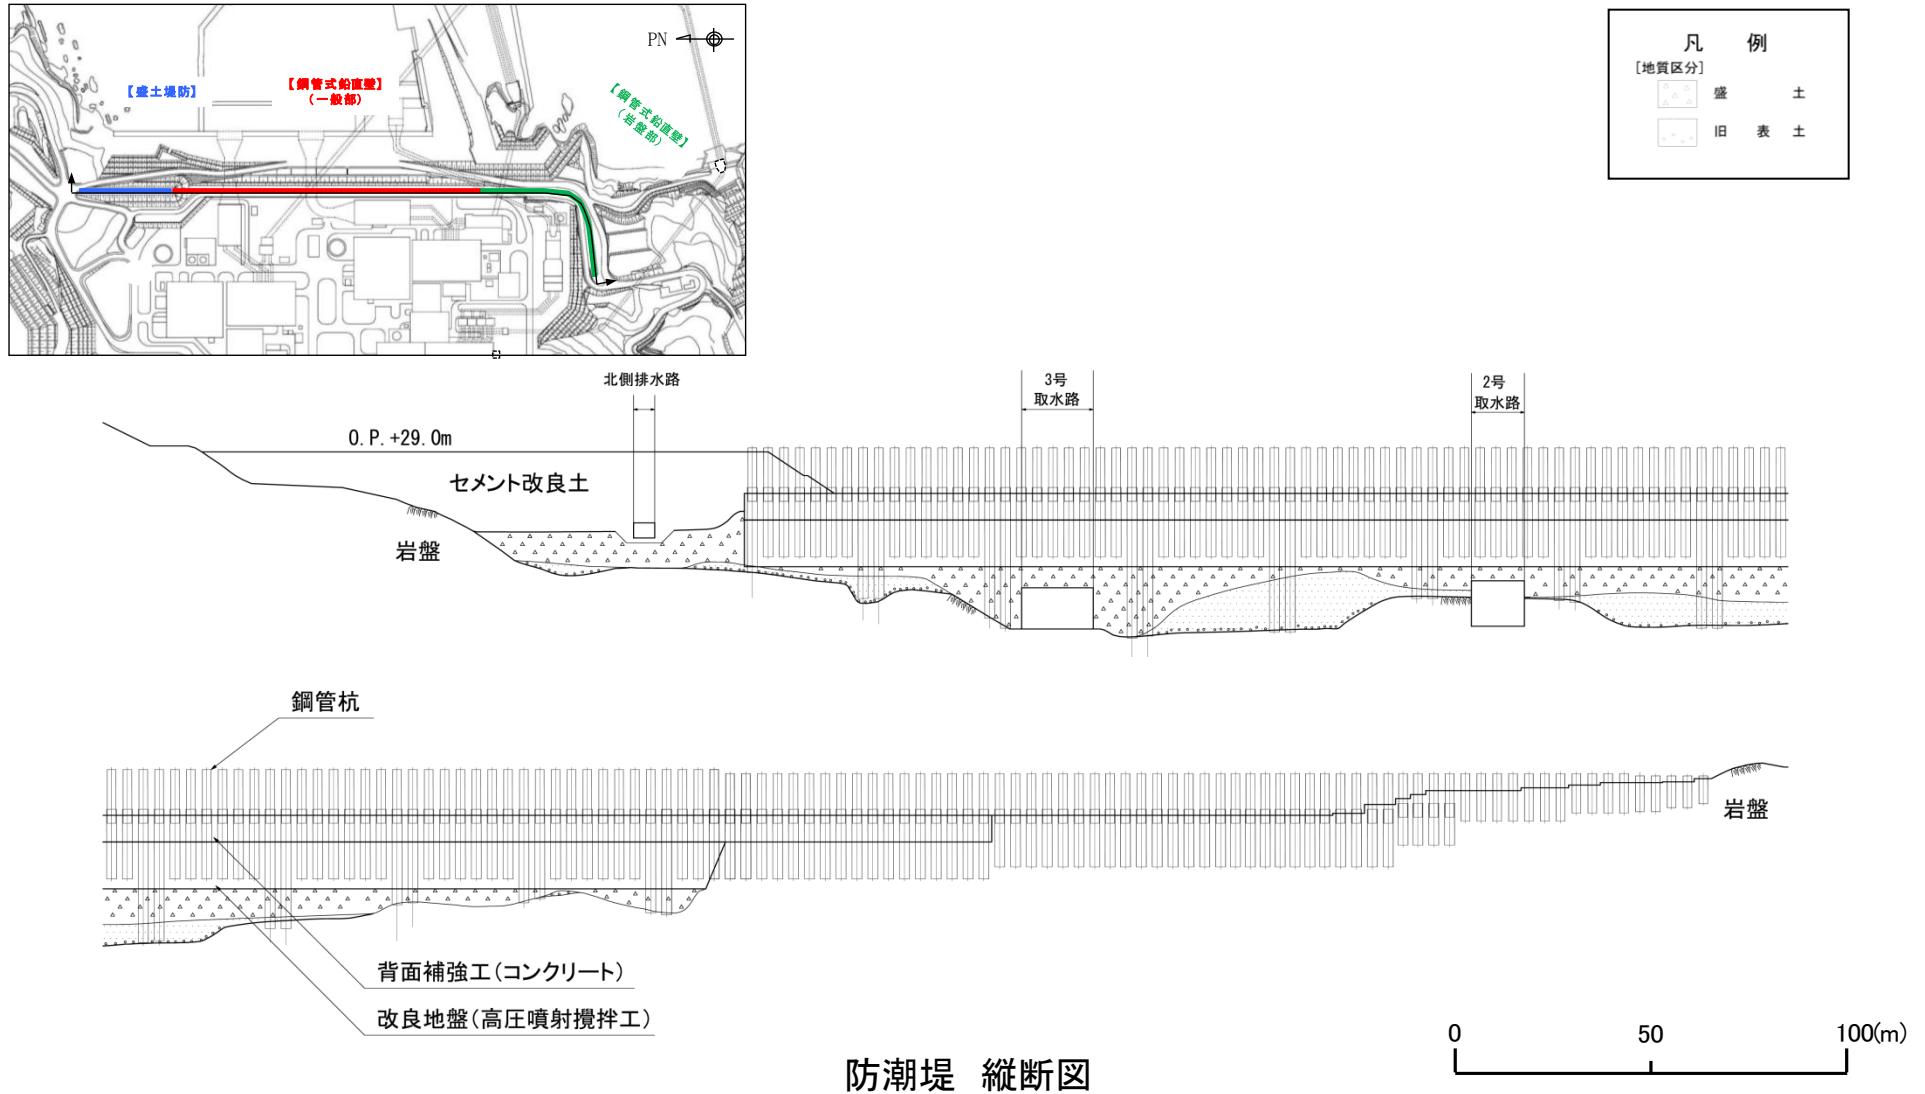 PN
【盛土堤防】
【鋼管式鉛直壁】
（一般部）
【鋼管式鉛直壁】
（岩盤部）
凡 例
[地質区分]
盛 土
旧 表 土
北側排水路
3号
取水路
2号
取水路
O.P.+29.0m
セメント改良土
岩盤
鋼管杭
岩盤
背面補強工(コンクリート)
改良地盤(高圧噴射攪拌工)
0 50 100(m)
防潮堤 縦断図